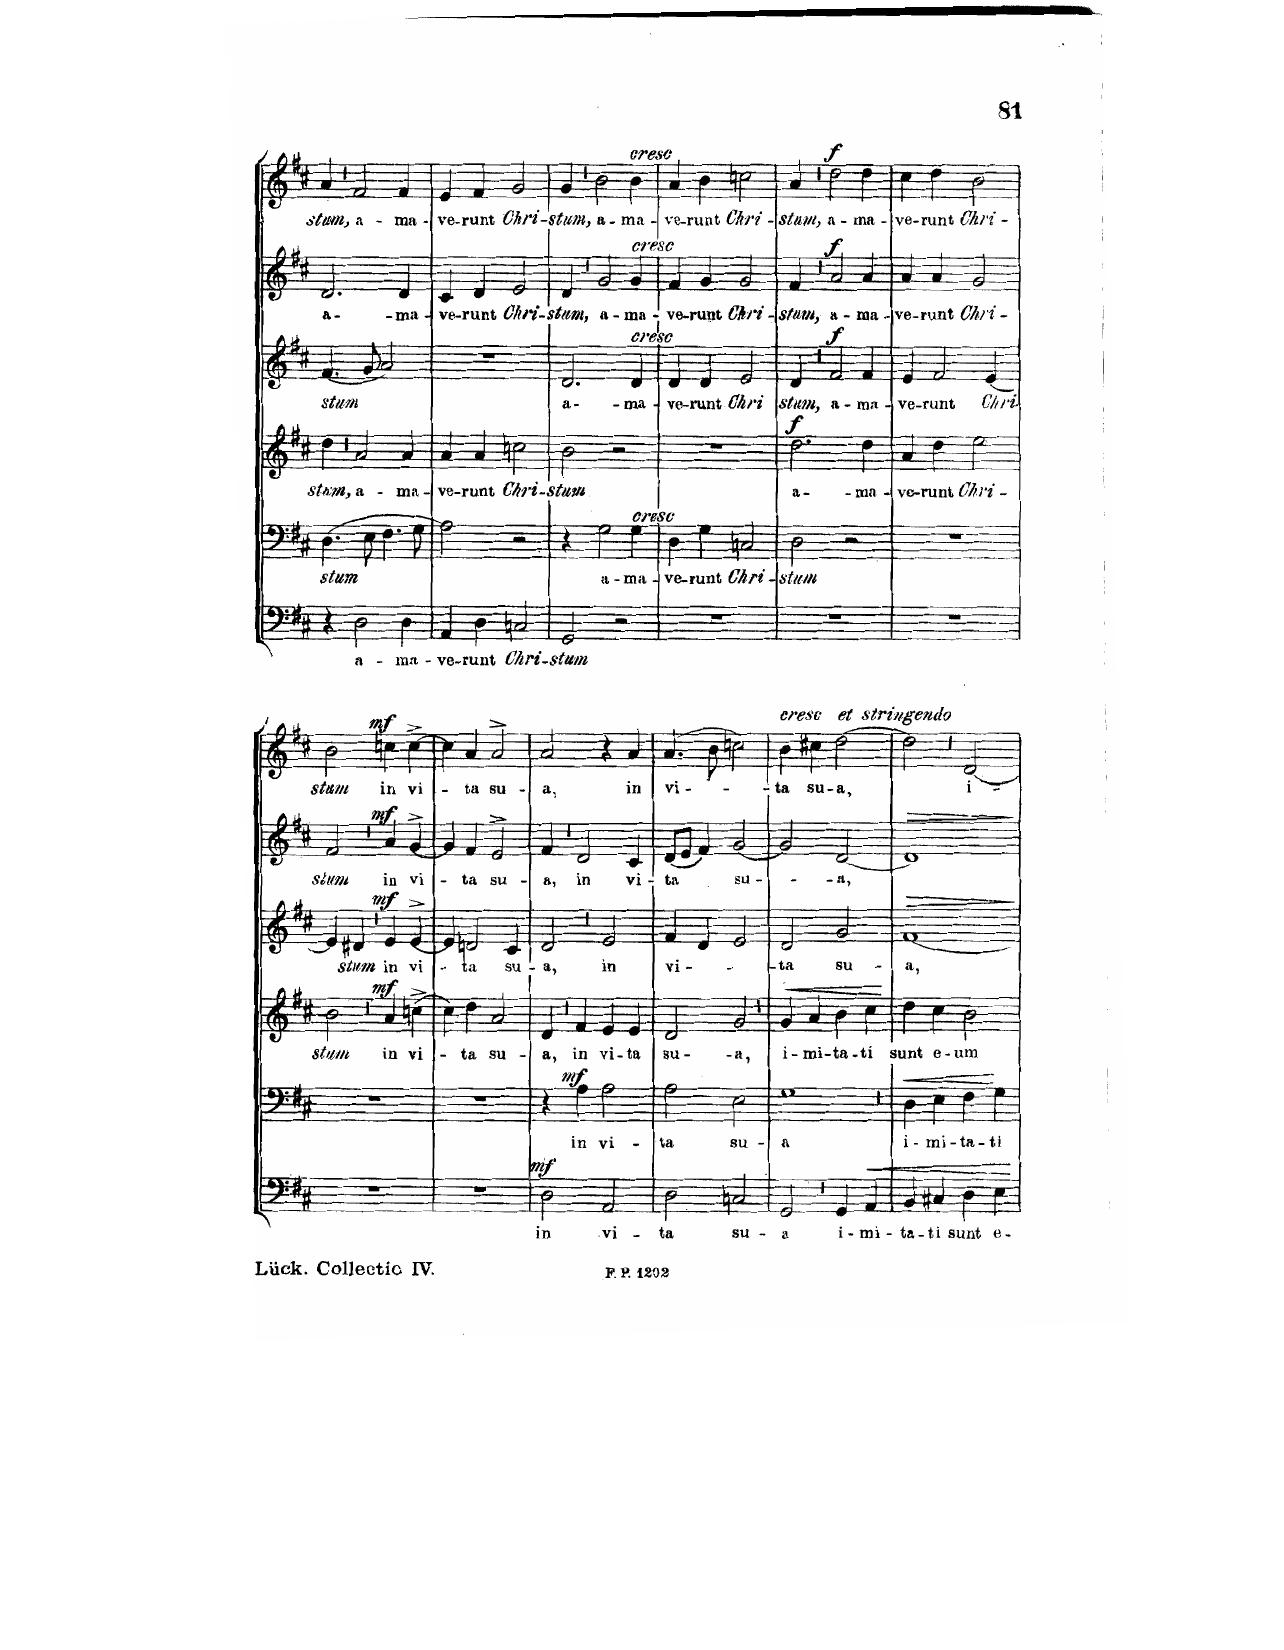 81
cresc f
stum, a - ma - ve-runt Chri-stum, a - ma - ve-runt Chri - stum, a - ma - ve-runt Chri -
cresc f
a- -ma - ve-runt Chri-stum, a - ma - ve-runt Chri - stum, a - ma - ve-runt Chri -
cresc f
stum a- -ma - ve-runt Chri stum, a - ma - ve-runt Chri-
f
stum, a - ma - ve-runt Chri-stum a- -ma - ve-runt Chri -
cresc
stum a - ma - ve-runt Chri - stum
a - ma - ve-runt Chri-stum
cresc et stringendo
mf
stum in vi - ta su - a, in vi - - - ta su-a, i -
mf
stum in vi - ta su - a, in vi - ta su - - - a,
mf
stum in vi - ta su - a, in vi - - -ta su - a,
mf
stum in vi - ta su - a, in vi-ta su - -a, i-mi-ta-ti sunt e-um
mf
in vi - ta su - a i-mi-ta-ti
mf
in vi - ta su - a i-mi-ta-ti sunt e-
Lück. Collectio IV. F. P. 1202